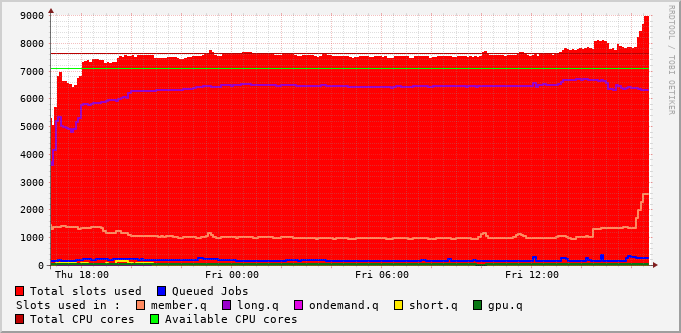 9000
8000
7000
6000
5000
4000
3000
2000
1000
0
Thu 18:00 Fri 00:00 Fri 06:00 Fri 12:00
RRDTOOL / TOBI OETIKER
Total slots used Queued Jobs
Slots used in : member.q long.q ondemand.q short.q gpu.q
Total CPU cores Available CPU cores